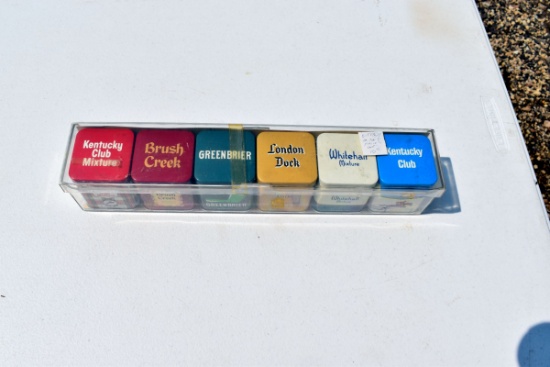 Kentucky
Club
Mixture
Brush
Creek
GREENBRIER
London
Dock
Whitehall
Mixture
Kentucky
Club